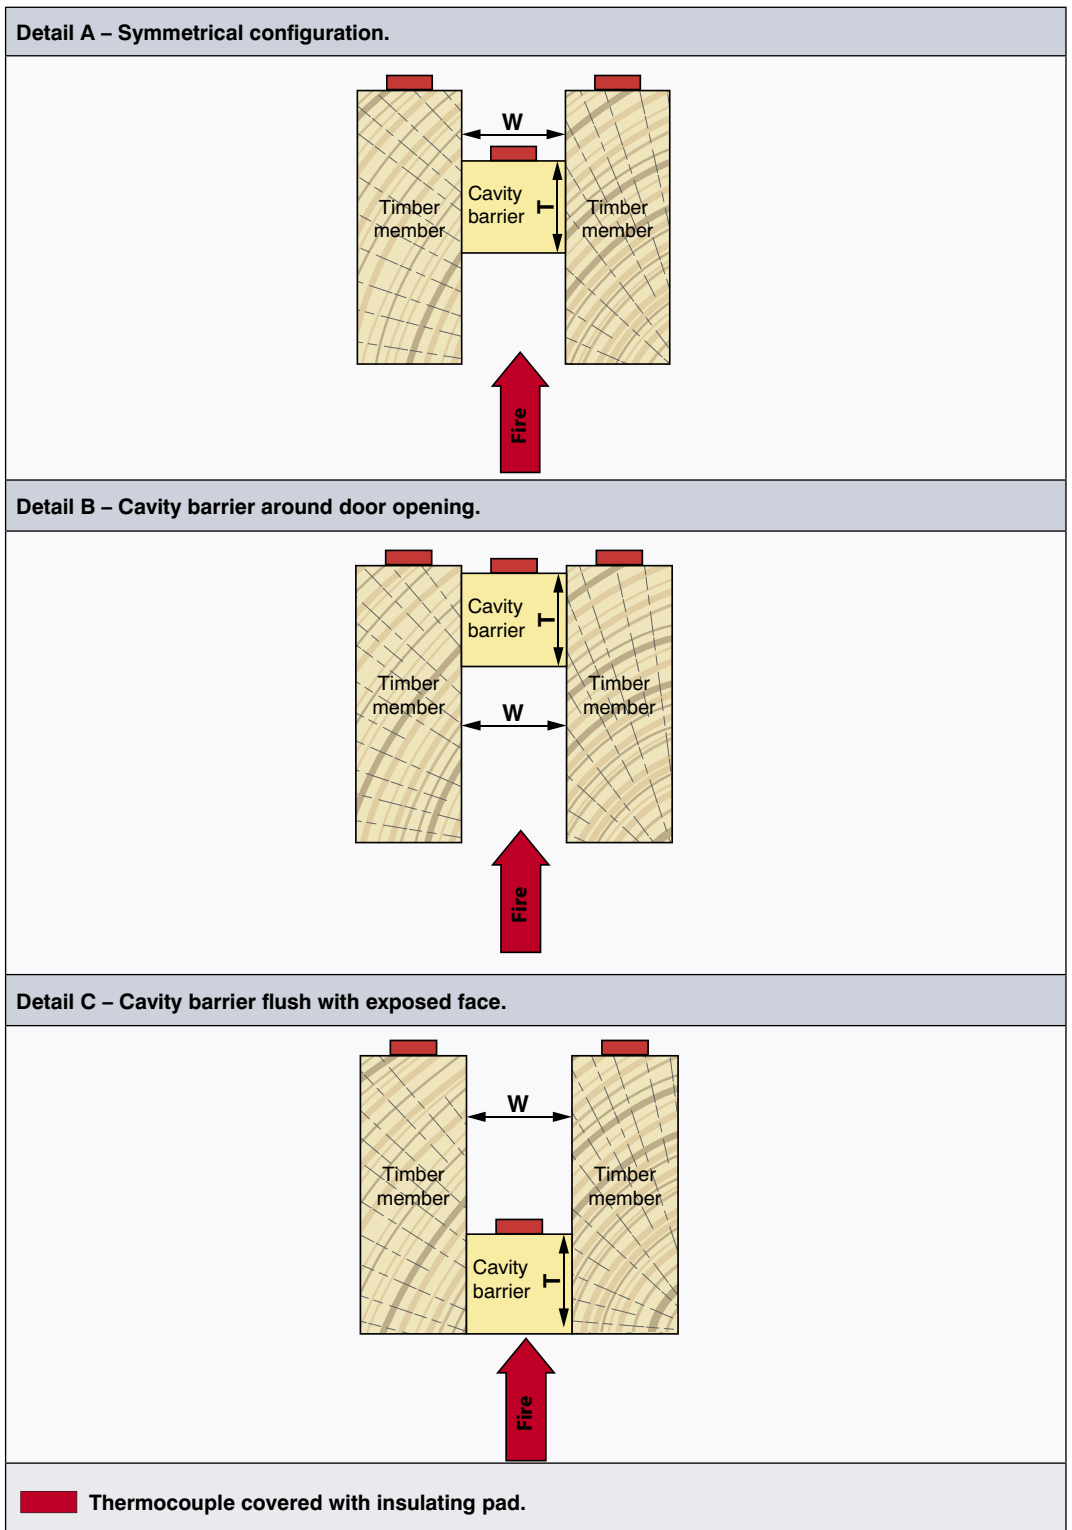 Detail A – Symmetrical configuration.
W
Cavity
barrier
T
Timber
member
Timber
member
Fire
Detail B – Cavity barrier around door opening.
Cavity
barrier
T
Timber
member
Timber
member
W
Fire
Detail C – Cavity barrier flush with exposed face.
W
Timber
member
Timber
member
Cavity
barrier
T
Fire
Thermocouple covered with insulating pad.